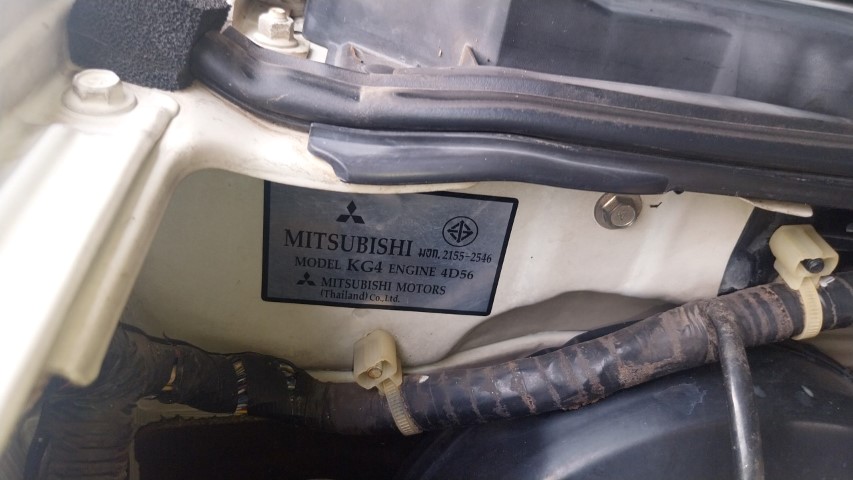 MITSUBISHI มอก. 2155-2546
MODEL KG4 ENGINE 4D56
MITSUBISHI MOTORS
(Thailand) Co., Ltd.